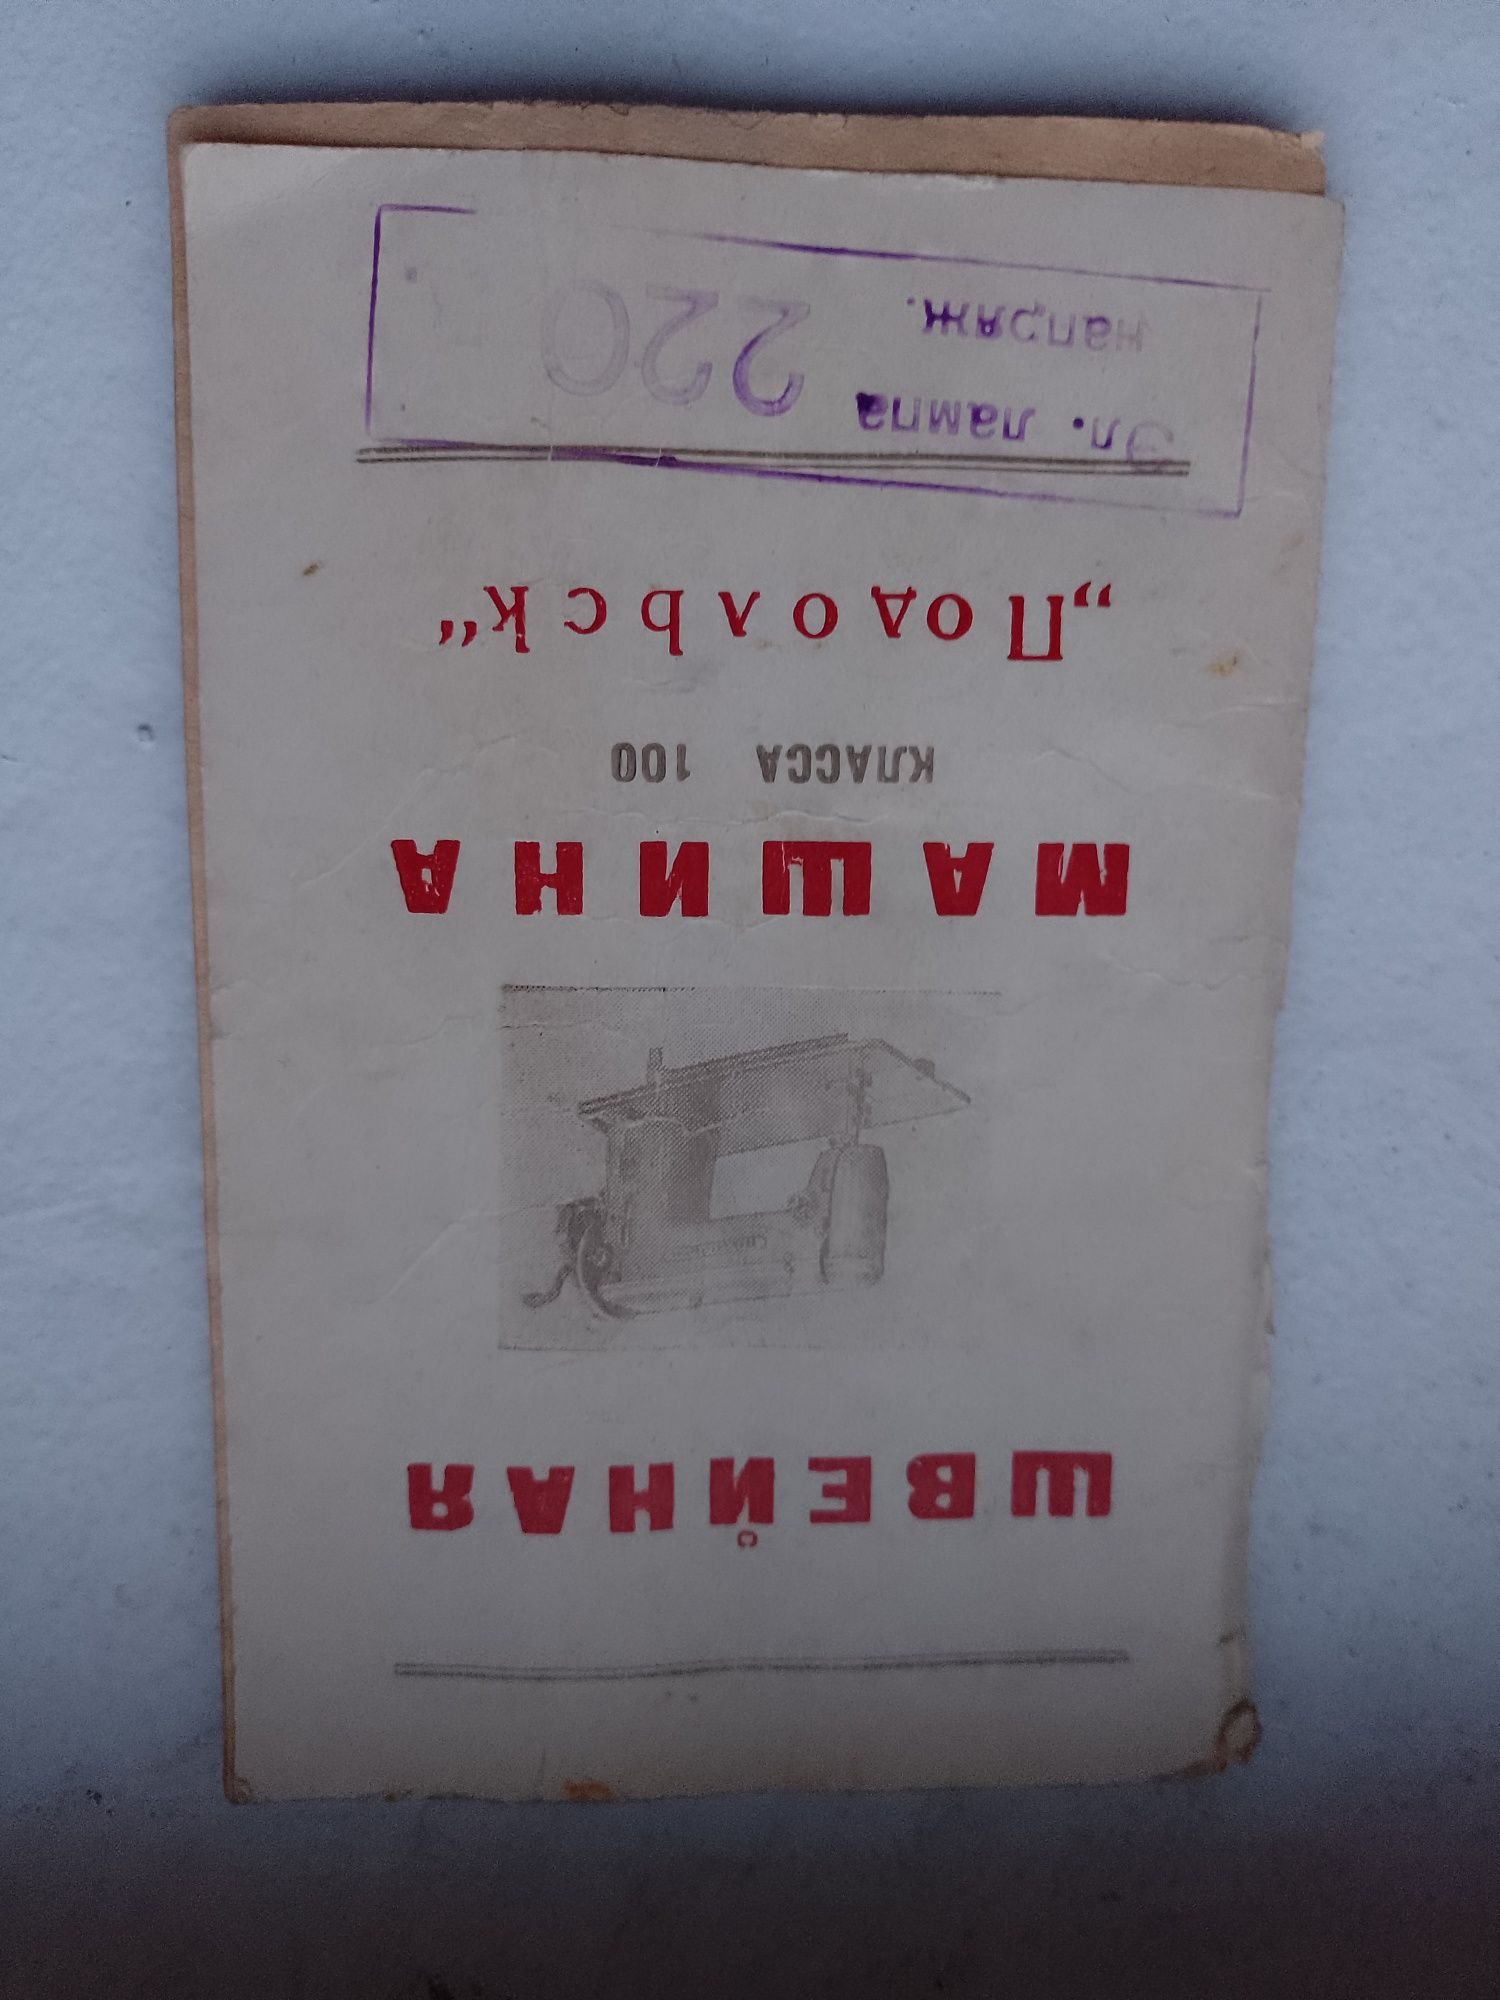 ШВЕЙНАЯ
МАШИНА
КЛАССА 100
„Подольск“
Эл. лампа
напряж. 220